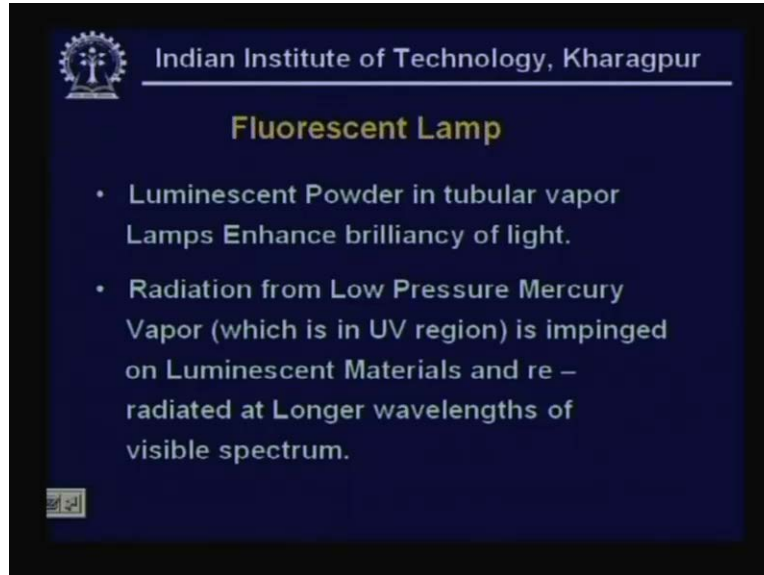 Indian Institute of Technology, Kharagpur
Fluorescent Lamp
• Luminescent Powder in tubular vapor
Lamps Enhance brilliancy of light.
• Radiation from Low Pressure Mercury
Vapor (which is in UV region) is impinged
on Luminescent Materials and re –
radiated at Longer wavelengths of
visible spectrum.